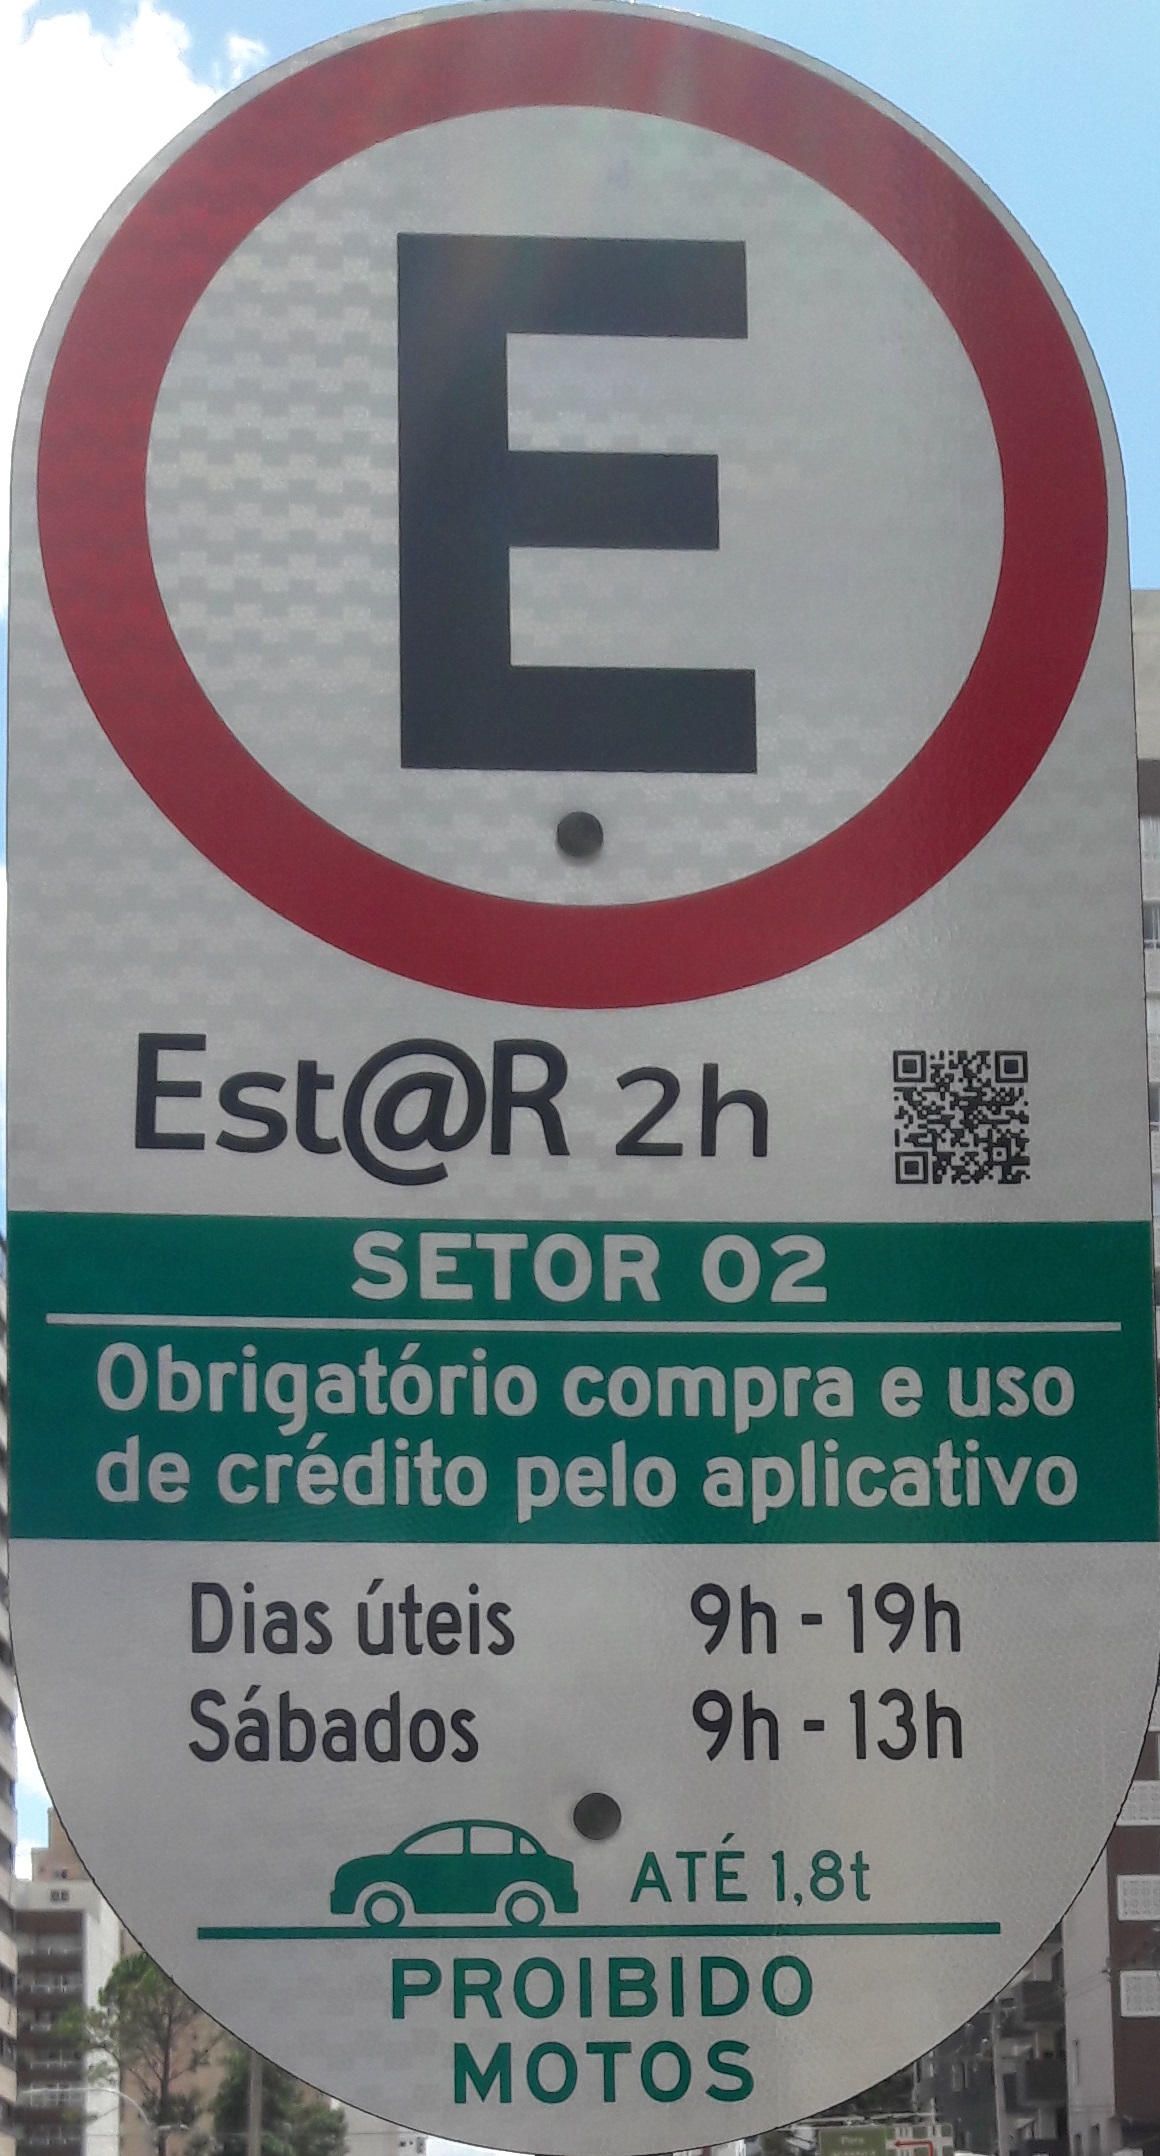 E
Est@R 2h
SETOR 02
Obrigatório compra e uso
de crédito pelo aplicativo
Dias úteis 9h - 19h
Sábados 9h - 13h
ATÉ 1,8t
PROIBIDO
MOTOS